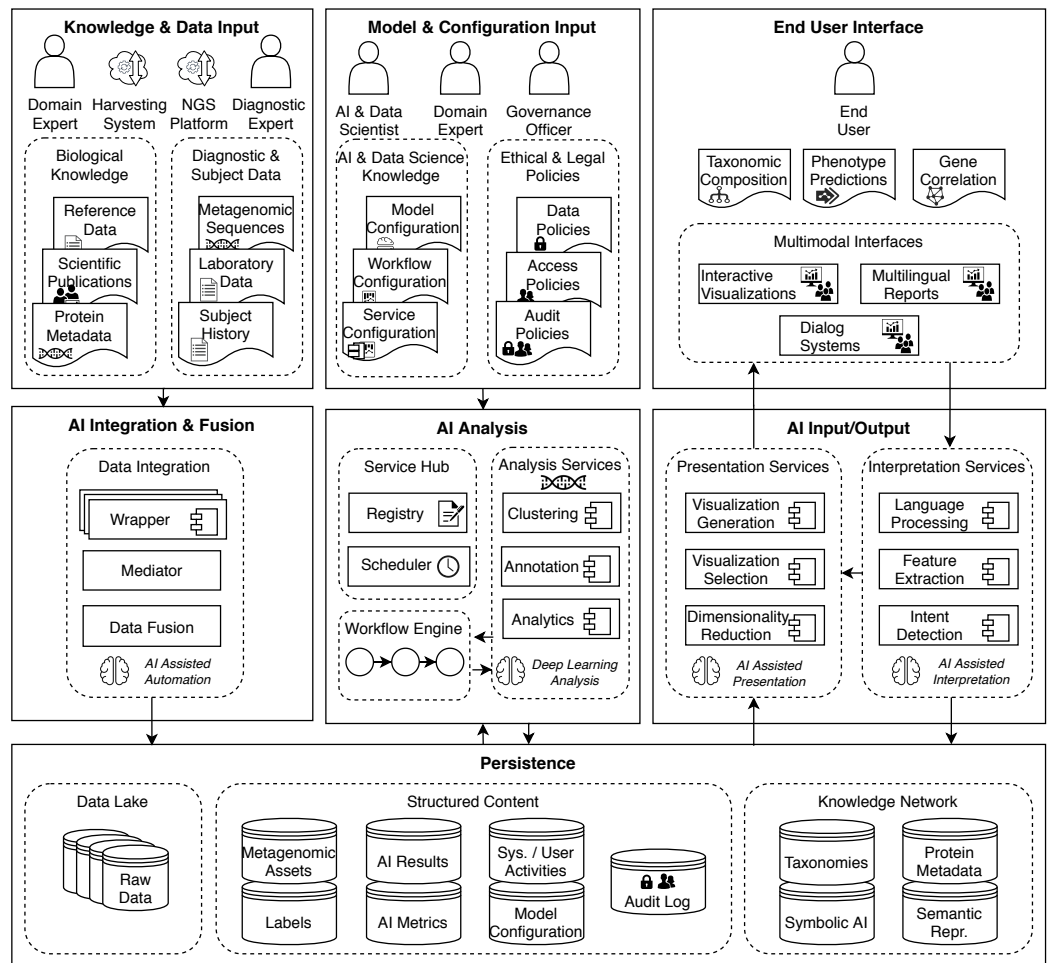 Knowledge & Data Input
Domain
Expert
Harvesting
System
NGS
Platform
Diagnostic
Expert
Biological
Knowledge
Reference
Data
Scientific
Publications
Protein
Metadata
Diagnostic &
Subject Data
Metagenomic
Sequences
Laboratory
Data
Subject
History
Model & Configuration Input
AI & Data
Scientist
Domain
Expert
Governance
Officer
AI & Data Science
Knowledge
Model
Configuration
Workflow
Configuration
Service
Configuration
Ethical & Legal
Policies
Data
Policies
Access
Policies
Audit
Policies
End User Interface
End
User
Taxonomic
Composition
Phenotype
Predictions
Gene
Correlation
Multimodal Interfaces
Interactive
Visualizations
Multilingual
Reports
Dialog
Systems
AI Integration & Fusion
Data Integration
Wrapper
Mediator
Data Fusion
AI Assisted
Automation
AI Analysis
Service Hub
Registry
Scheduler
Workflow Engine
Analysis Services
Clustering
Annotation
Analytics
Deep Learning
Analysis
AI Input/Output
Presentation Services
Visualization
Generation
Visualization
Selection
Dimensionality
Reduction
AI Assisted
Presentation
Interpretation Services
Language
Processing
Feature
Extraction
Intent
Detection
AI Assisted
Interpretation
Persistence
Data Lake
Raw
Data
Structured Content
Metagenomic
Assets
Labels
AI Results
AI Metrics
Sys. / User
Activities
Model
Configuration
Audit Log
Knowledge Network
Taxonomies
Symbolic AI
Protein
Metadata
Semantic
Repr.